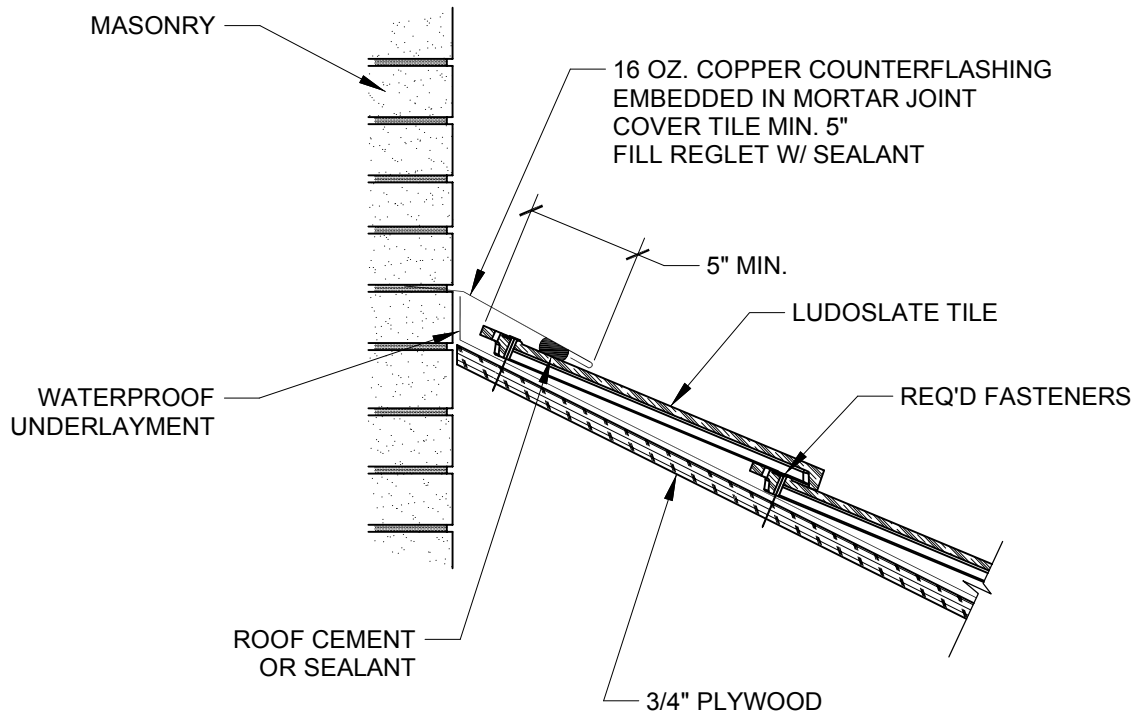 MASONRY
16 OZ. COPPER COUNTERFLASHING
EMBEDDED IN MORTAR JOINT
COVER TILE MIN. 5"
FILL REGLET W/ SEALANT
5" MIN.
LUDOSLATE TILE
WATERPROOF
UNDERLAYMENT
REQ'D FASTENERS
ROOF CEMENT
OR SEALANT
3/4" PLYWOOD